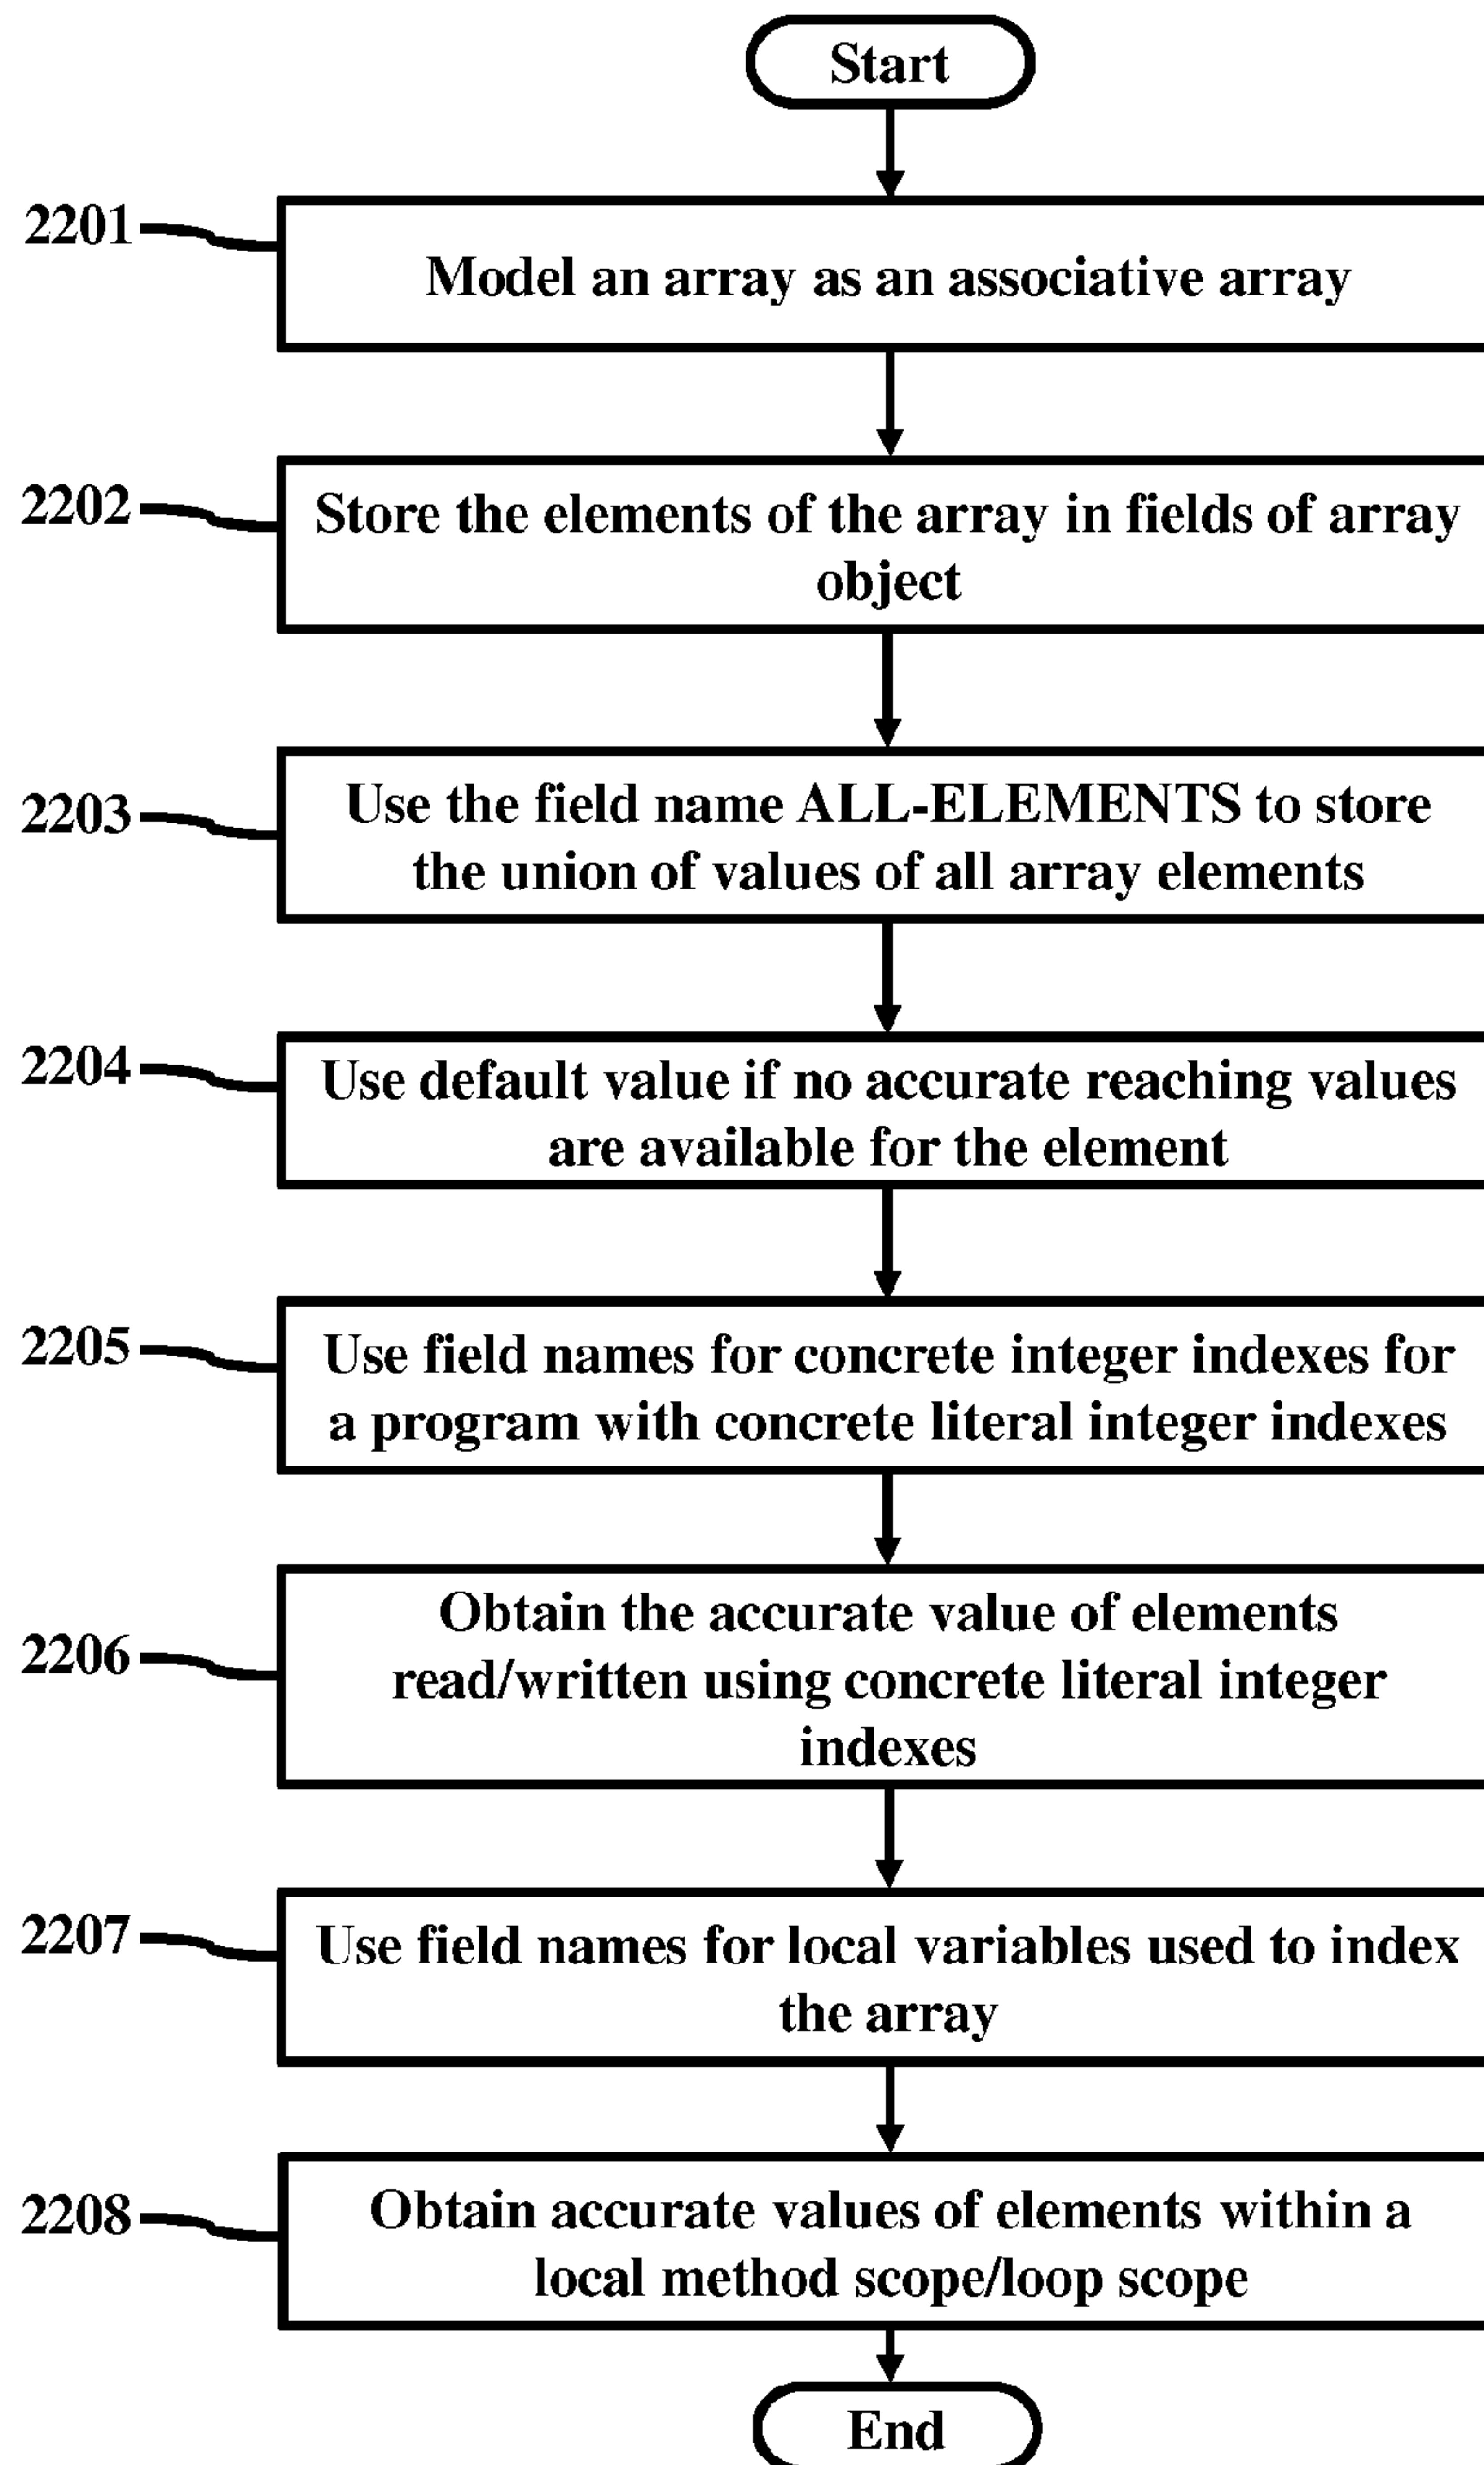 Start
2201
Model an array as an associative array
2202
Store the elements of the array in fields of array
object
2203
Use the field name ALL-ELEMENTS to store
the union of values of all array elements
2204
Use default value if no accurate reaching values
are available for the element
2205
Use field names for concrete integer indexes for
a program with concrete literal integer indexes
2206
Obtain the accurate value of elements
read/written using concrete literal integer
indexes
2207
Use field names for local variables used to index
the array
2208
Obtain accurate values of elements within a
local method scope/loop scope
End